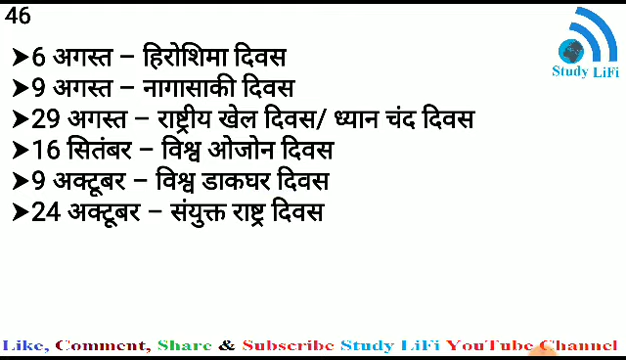 46
➤6 अगस्त – हिरोशिमा दिवस
➤9 अगस्त – नागासाकी दिवस
➤29 अगस्त – राष्ट्रीय खेल दिवस/ ध्यान चंद दिवस
➤16 सितंबर – विश्व ओजोन दिवस
➤9 अक्टूबर – विश्व डाकघर दिवस
➤24 अक्टूबर – संयुक्त राष्ट्र दिवस
Study LiFi
Like, Comment, Share & Subscribe Study LiFi YouTube Channel